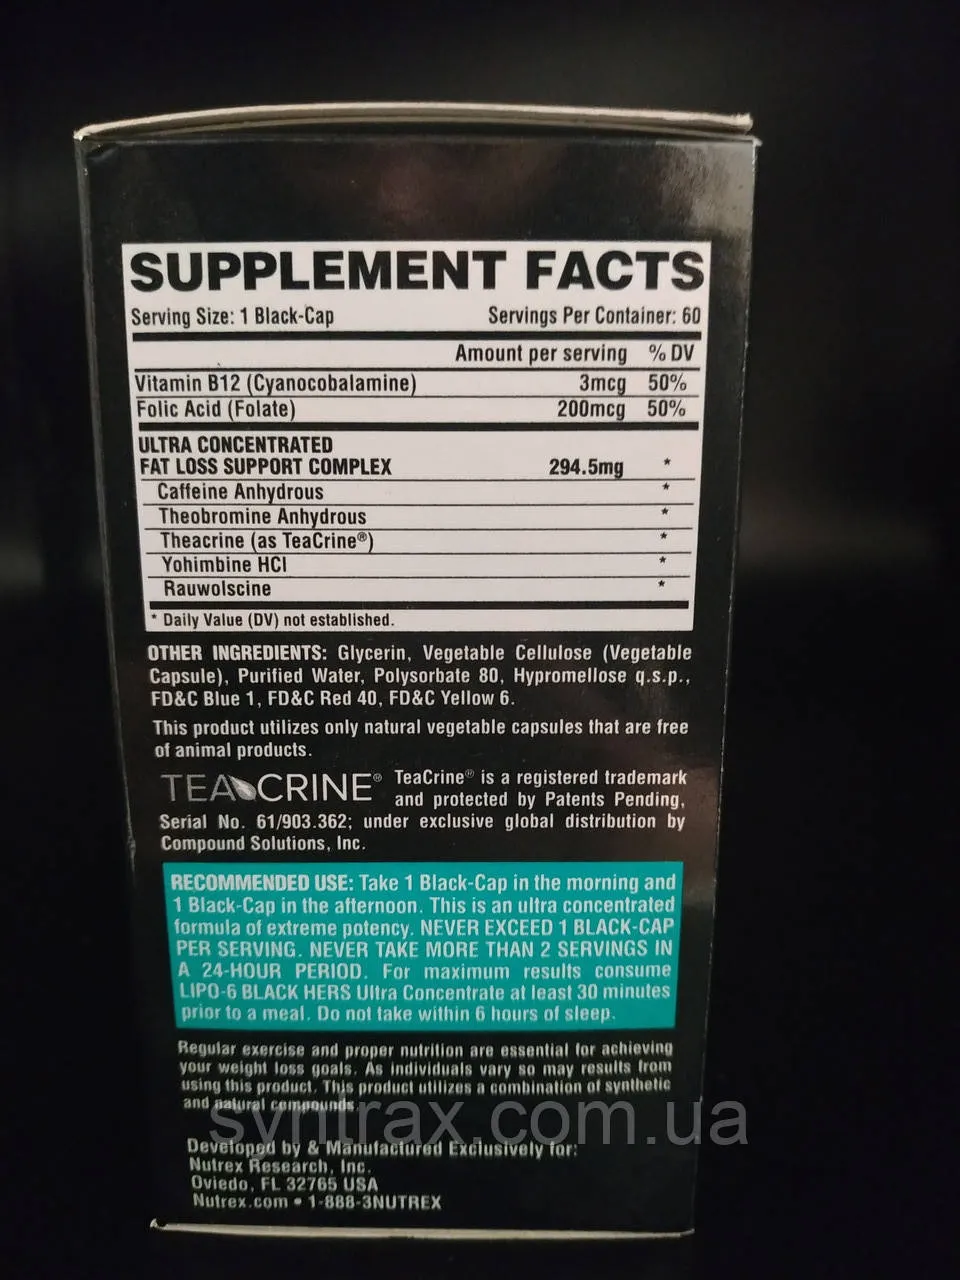 SUPPLEMENT FACTS
Serving Size: 1 Black-Cap Servings Per Container: 60
Amount per serving % DV
Vitamin B12 (Cyanocobalamine) 3mcg 50%
Folic Acid (Folate) 200mcg 50%
ULTRA CONCENTRATED
FAT LOSS SUPPORT COMPLEX 294.5mg *
Caffeine Anhydrous *
Theobromine Anhydrous *
Theacrine (as TeaCrine®) *
Yohimbine HCl *
Rauwolscine *
* Daily Value (DV) not established.
OTHER INGREDIENTS: Glycerin, Vegetable Cellulose (Vegetable
Capsule), Purified Water, Polysorbate 80, Hypromellose q.s.p.,
FD&C Blue 1, FD&C Red 40, FD&C Yellow 6.
This product utilizes only natural vegetable capsules that are free
of animal products.
TEACRINE® TeaCrine® is a registered trademark
and protected by Patents Pending,
Serial No. 61/903.362; under exclusive global distribution by
Compound Solutions, Inc.
RECOMMENDED USE: Take 1 Black-Cap in the morning and
1 Black-Cap in the afternoon. This is an ultra concentrated
formula of extreme potency. NEVER EXCEED 1 BLACK-CAP
PER SERVING. NEVER TAKE MORE THAN 2 SERVINGS IN
A 24-HOUR PERIOD. For maximum results consume
LIPO-6 BLACK HERS Ultra Concentrate at least 30 minutes
prior to a meal. Do not take within 6 hours of sleep.
Regular exercise and proper nutrition are essential for achieving
your weight loss goals. As individuals vary so may results from
using this product. This product utilizes a combination of synthetic
and natural compounds.
syntrax.com.ua
Developed by & Manufactured Exclusively for:
Nutrex Research, Inc.
Oviedo, FL 32765 USA
Nutrex.com • 1-888-3NUTREX